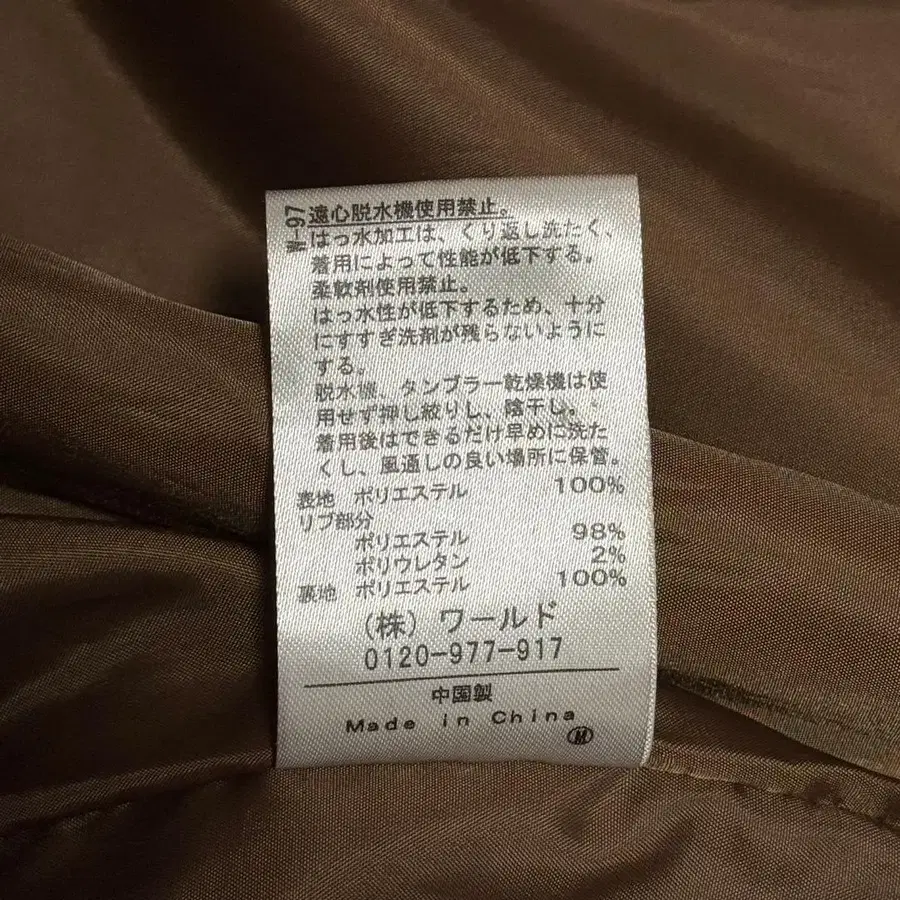 W-97
遠心脱水機使用禁止。
はっ水加工は、くり返し洗たく、
着用によって性能が低下する。
柔軟剤使用禁止。
はっ水性が低下するため、十分
にすすぎ洗剤が残らないように
する。
脱水機、タンブラー乾燥機は使
用せず押し絞りし、陰干し。
着用後はできるだけ早めに洗た
くし、風通しの良い場所に保管。
表地 ポリエステル 100%
リブ部分
ポリエステル 98%
ポリウレタン 2%
裏地 ポリエステル 100%
(株) ワールド
0120-977-917
中国製
Made in China
M